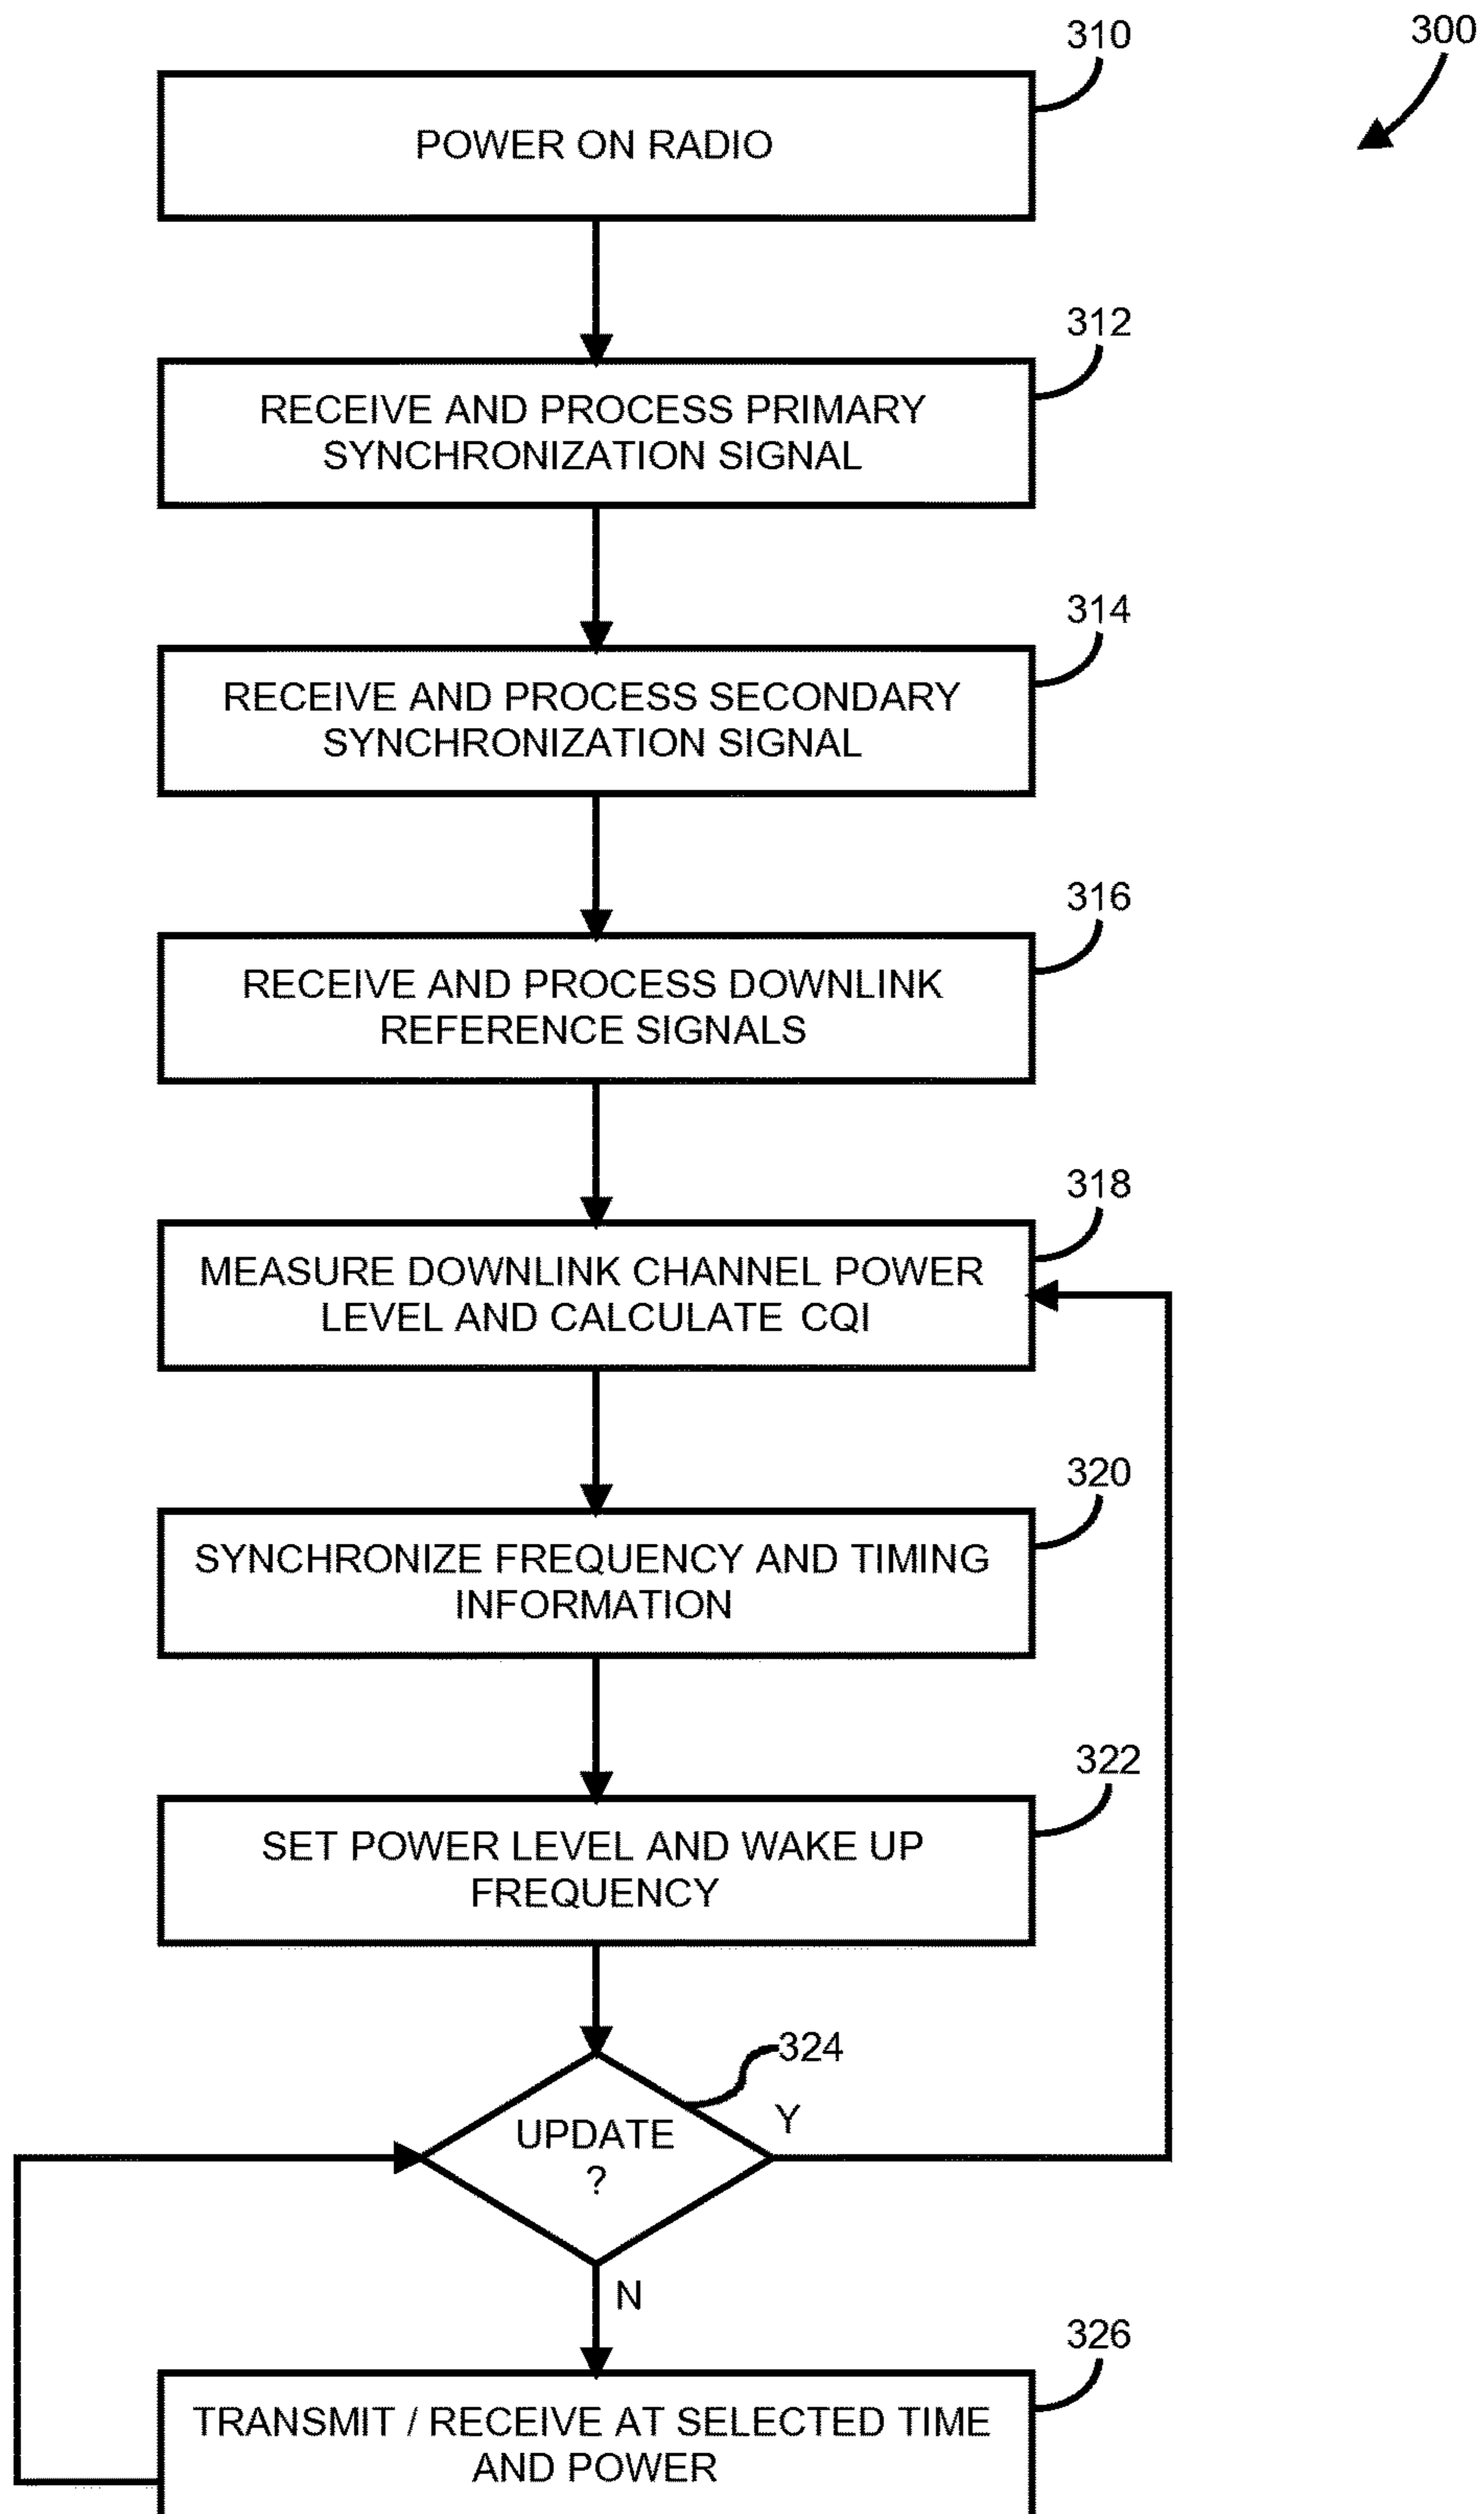 300
310
POWER ON RADIO
312
RECEIVE AND PROCESS PRIMARY
SYNCHRONIZATION SIGNAL
314
RECEIVE AND PROCESS SECONDARY
SYNCHRONIZATION SIGNAL
316
RECEIVE AND PROCESS DOWNLINK
REFERENCE SIGNALS
318
MEASURE DOWNLINK CHANNEL POWER
LEVEL AND CALCULATE CQI
320
SYNCHRONIZE FREQUENCY AND TIMING
INFORMATION
322
SET POWER LEVEL AND WAKE UP
FREQUENCY
324
UPDATE
?
Y
N
326
TRANSMIT / RECEIVE AT SELECTED TIME
AND POWER